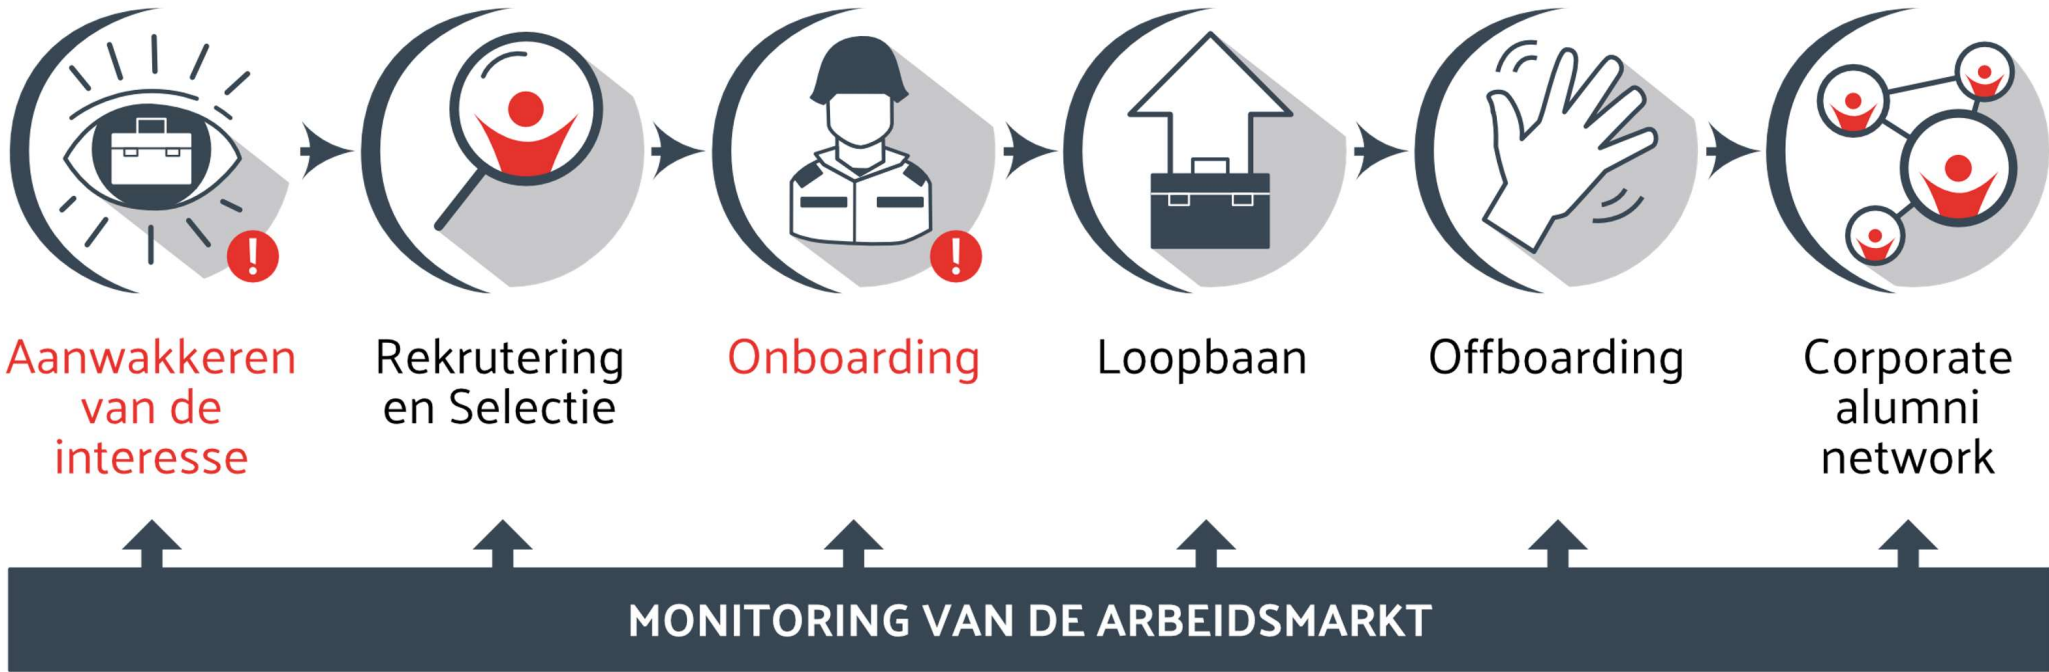 !
!
Aanwakkeren
van de
interesse
Rekrutering
en Selectie
Onboarding
Loopbaan
Offboarding
Corporate
alumni
network
MONITORING VAN DE ARBEIDSMARKT